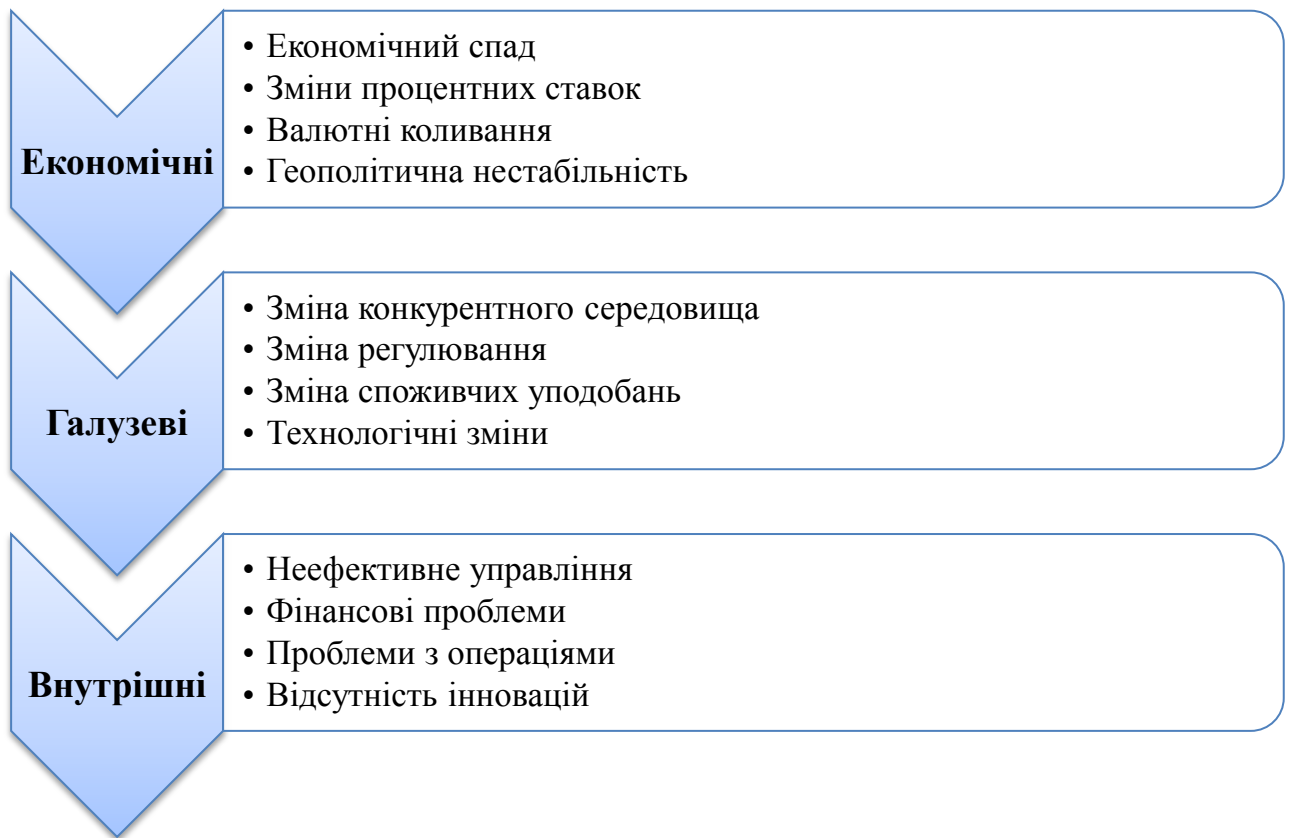 Економічні
• Економічний спад
• Зміни процентних ставок
• Валютні коливання
• Геополітична нестабільність
Галузеві
• Зміна конкурентного середовища
• Зміна регулювання
• Зміна споживчих уподобань
• Технологічні зміни
Внутрішні
• Неефективне управління
• Фінансові проблеми
• Проблеми з операціями
• Відсутність інновацій